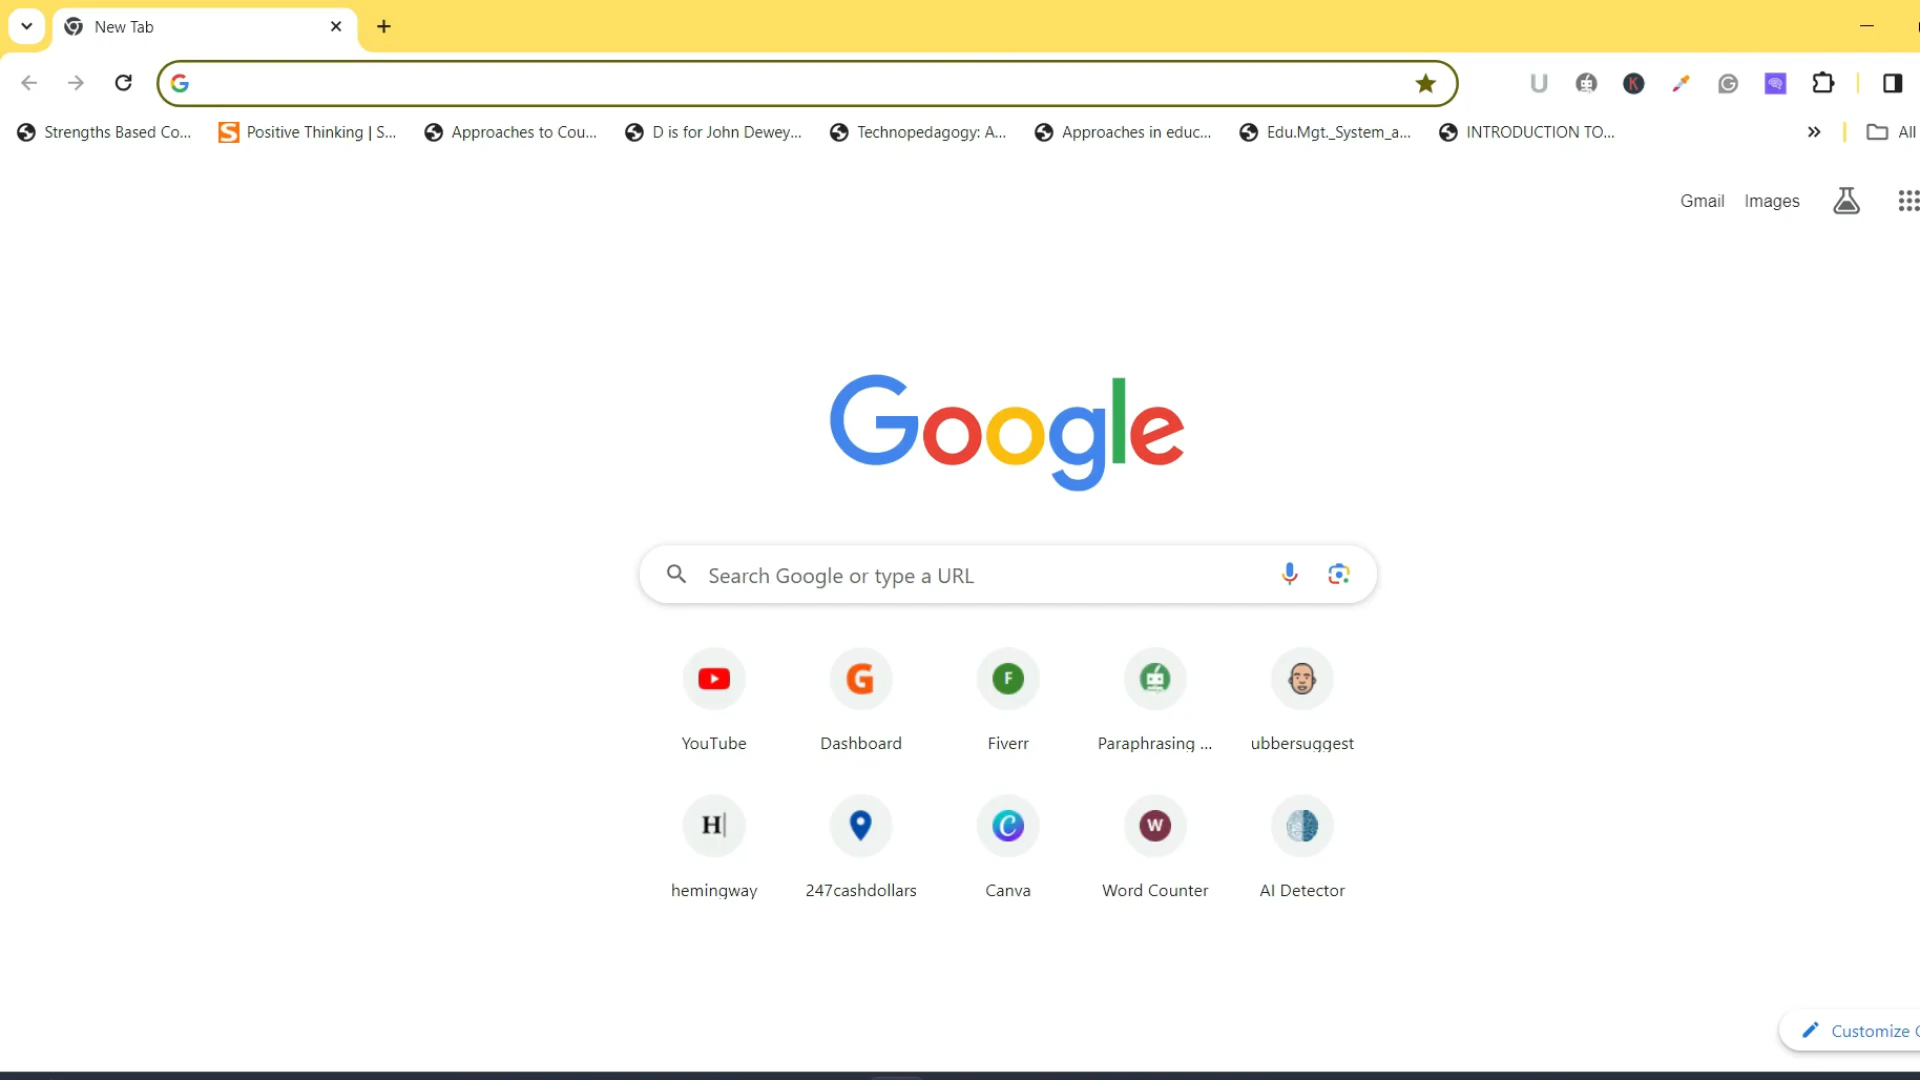 New Tab
Strengths Based Co...
Positive Thinking | S...
Approaches to Cou...
D is for John Dewey...
Technopedagogy: A...
Approaches in educ...
Edu.Mgt._System_a...
INTRODUCTION TO...
All
Gmail
Images
Google
Search Google or type a URL
YouTube
Dashboard
Fiverr
Paraphrasing ...
ubbersuggest
hemingway
247cashdollars
Canva
Word Counter
AI Detector
Customize